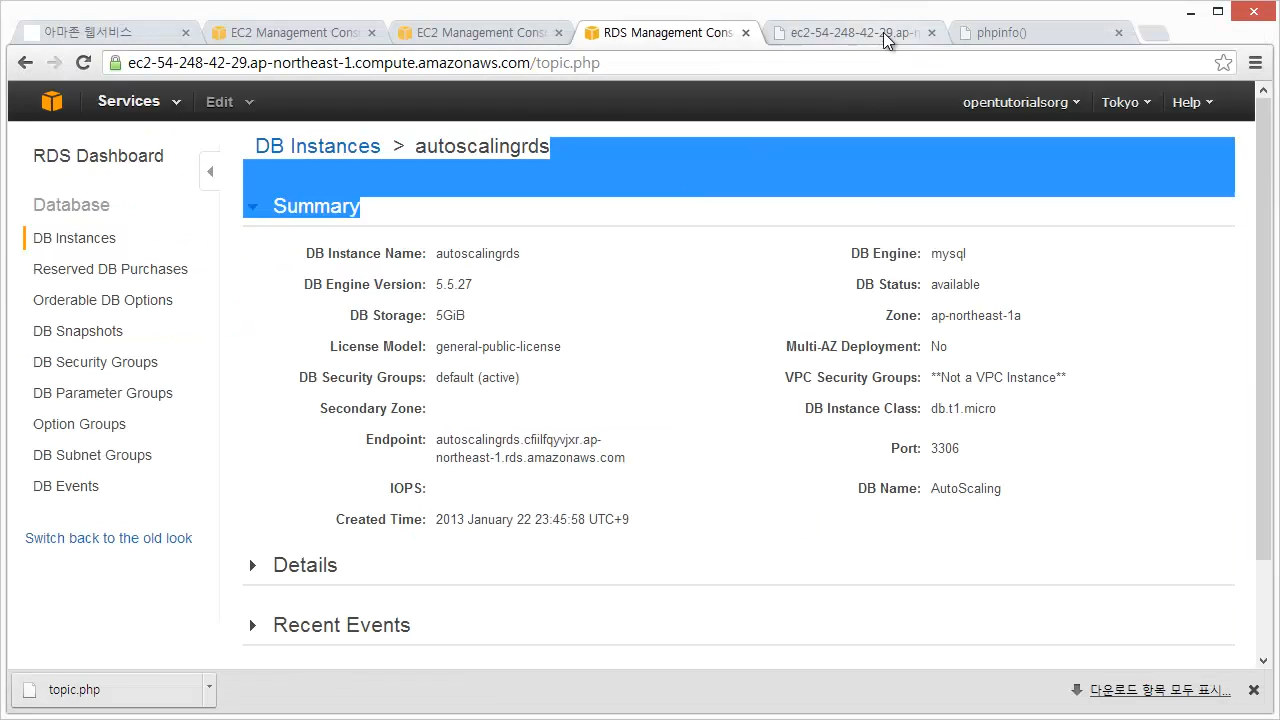 아마존 웹서비스
EC2 Management Cons
EC2 Management Cons
RDS Management Cons
ec2-54-248-42-29.ap-n
phpinfo()
ec2-54-248-42-29.ap-northeast-1.compute.amazonaws.com/topic.php
Services
Edit
opentutorialsorg
Tokyo
Help
RDS Dashboard
Database
DB Instances
Reserved DB Purchases
Orderable DB Options
DB Snapshots
DB Security Groups
DB Parameter Groups
Option Groups
DB Subnet Groups
DB Events
Switch back to the old look
DB Instances > autoscalingrds
Summary
DB Instance Name: autoscalingrds
DB Engine: mysql
DB Engine Version: 5.5.27
DB Status: available
DB Storage: 5GiB
Zone: ap-northeast-1a
License Model: general-public-license
Multi-AZ Deployment: No
DB Security Groups: default (active)
VPC Security Groups: **Not a VPC Instance**
Secondary Zone:
DB Instance Class: db.t1.micro
Endpoint: autoscalingrds.cfiilfqyvjxr.ap-
northeast-1.rds.amazonaws.com
Port: 3306
IOPS:
DB Name: AutoScaling
Created Time: 2013 January 22 23:45:58 UTC+9
Details
Recent Events
topic.php
다운로드 항목 모두 표시...